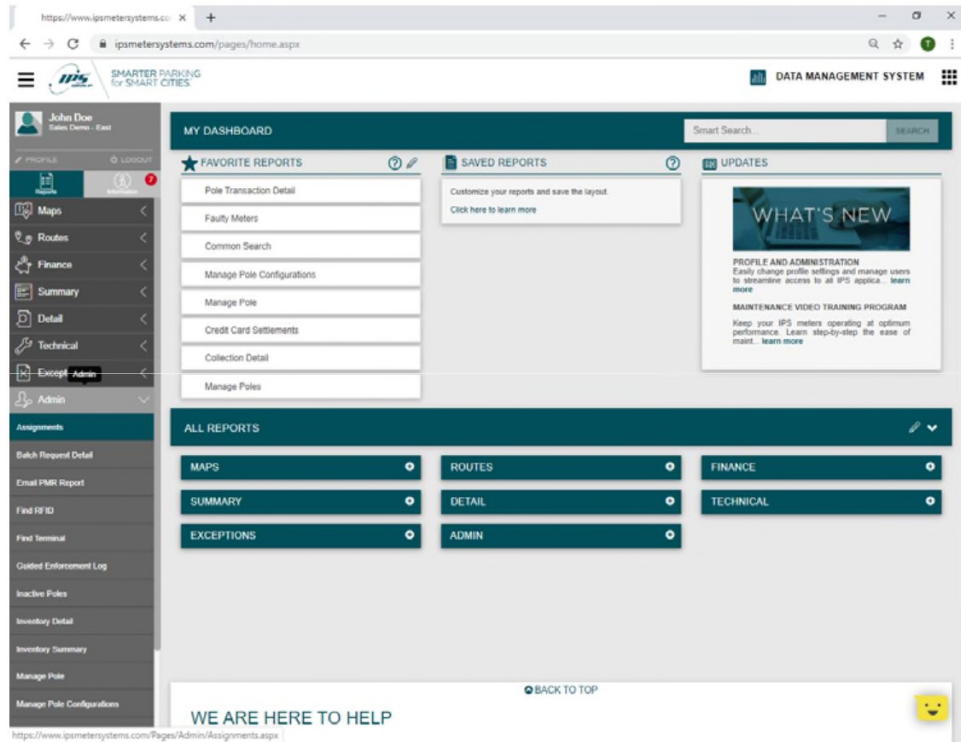 https://www.ipsmetersystems.co
ipsmetersystems.com/pages/home.aspx
T
IPS
SMARTER PARKING
for SMART CITIES
DATA MANAGEMENT SYSTEM
John Doe
Sales Demo - East
PROFILE
LOGOUT
Reports
Information
7
MY DASHBOARD
Smart Search...
SEARCH
Maps
Routes
Finance
Summary
Detail
Technical
Except
Admin
Admin
Assignments
Batch Request Detail
Email PMR Report
Find RFID
Find Terminal
Guided Enforcement Log
Inactive Poles
Inventory Detail
Inventory Summary
Manage Pole
Manage Pole Configurations
FAVORITE REPORTS
Pole Transaction Detail
Faulty Meters
Common Search
Manage Pole Configurations
Manage Pole
Credit Card Settlements
Collection Detail
Manage Poles
SAVED REPORTS
Customize your reports and save the layout.
Click here to learn more
UPDATES
WHAT'S NEW
PROFILE AND ADMINISTRATION
Easily change profile settings and manage users
to streamline access to all IPS applica... learn
more
MAINTENANCE VIDEO TRAINING PROGRAM
Keep your IPS meters operating at optimum
performance. Learn step-by-step the ease of
maint... learn more
ALL REPORTS
MAPS
ROUTES
FINANCE
SUMMARY
DETAIL
TECHNICAL
EXCEPTIONS
ADMIN
BACK TO TOP
WE ARE HERE TO HELP
https://www.ipsmetersystems.com/Pages/Admin/Assignments.aspx